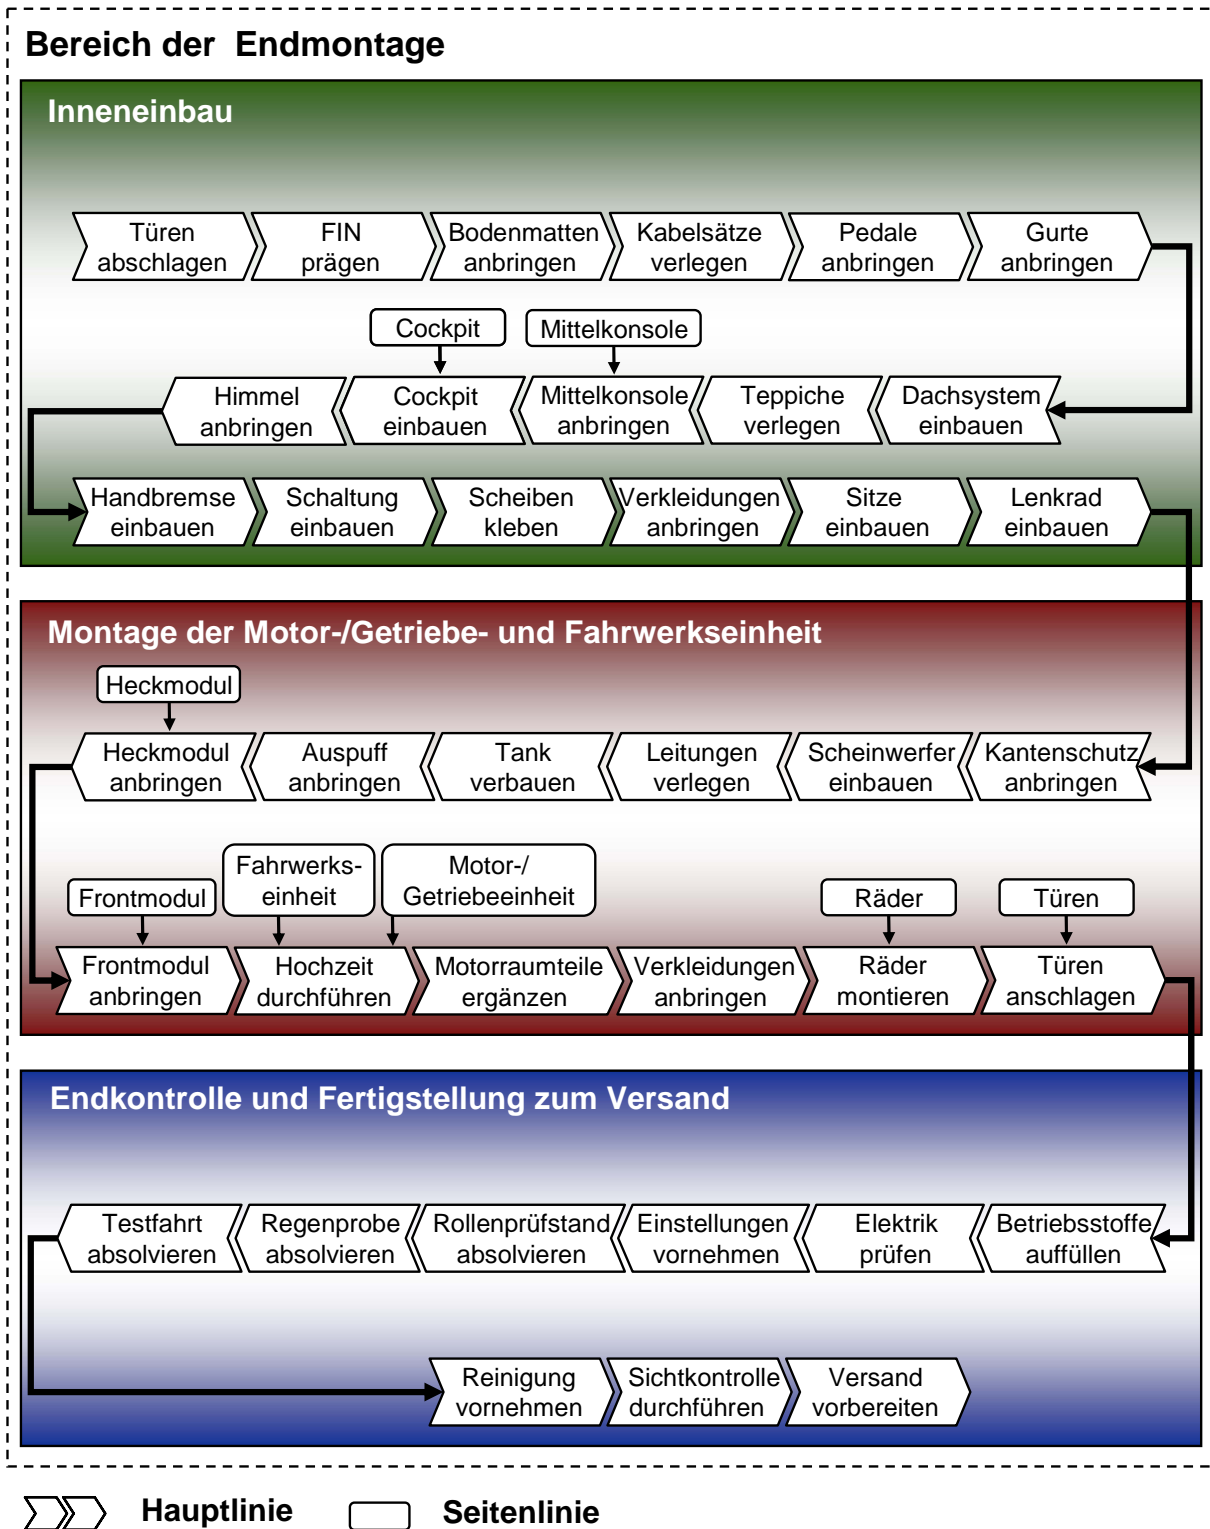 Bereich der  Endmontage
Inneneinbau
Türen
abschlagen
FIN
prägen
Bodenmatten
anbringen
Kabelsätze
verlegen
Pedale
anbringen
Gurte
anbringen
Cockpit
Mittelkonsole
Himmel
anbringen
Cockpit
einbauen
Mittelkonsole
anbringen
Teppiche
verlegen
Dachsystem
einbauen
Handbremse
einbauen
Schaltung
einbauen
Scheiben
kleben
Verkleidungen
anbringen
Sitze
einbauen
Lenkrad
einbauen
Montage der Motor-/Getriebe- und Fahrwerkseinheit
Heckmodul
Heckmodul
anbringen
Auspuff
anbringen
Tank
verbauen
Leitungen
verlegen
Scheinwerfer
einbauen
Kantenschutz
anbringen
Frontmodul
Fahrwerks-
einheit
Motor-/
Getriebeeinheit
Räder
Türen
Frontmodul
anbringen
Hochzeit
durchführen
Motorraumteile
ergänzen
Verkleidungen
anbringen
Räder
montieren
Türen
anschlagen
Endkontrolle und Fertigstellung zum Versand
Testfahrt
absolvieren
Regenprobe
absolvieren
Rollenprüfstand
absolvieren
Einstellungen
vornehmen
Elektrik
prüfen
Betriebsstoffe
auffüllen
Reinigung
vornehmen
Sichtkontrolle
durchführen
Versand
vorbereiten
Hauptlinie
Seitenlinie